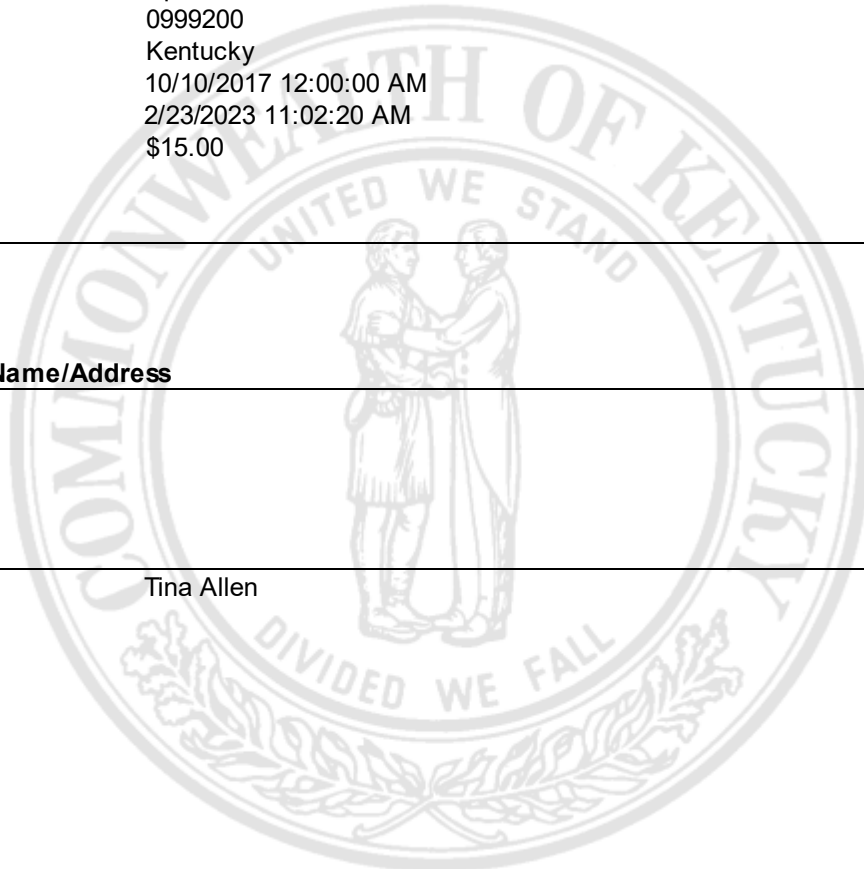 0999200
Kentucky
10/10/2017 12:00:00 AM
2/23/2023 11:02:20 AM
$15.00
COMMONWEALTH OF KENTUCKY
UNITED WE STAND
Name/Address
Tina Allen
DIVIDED WE FALL